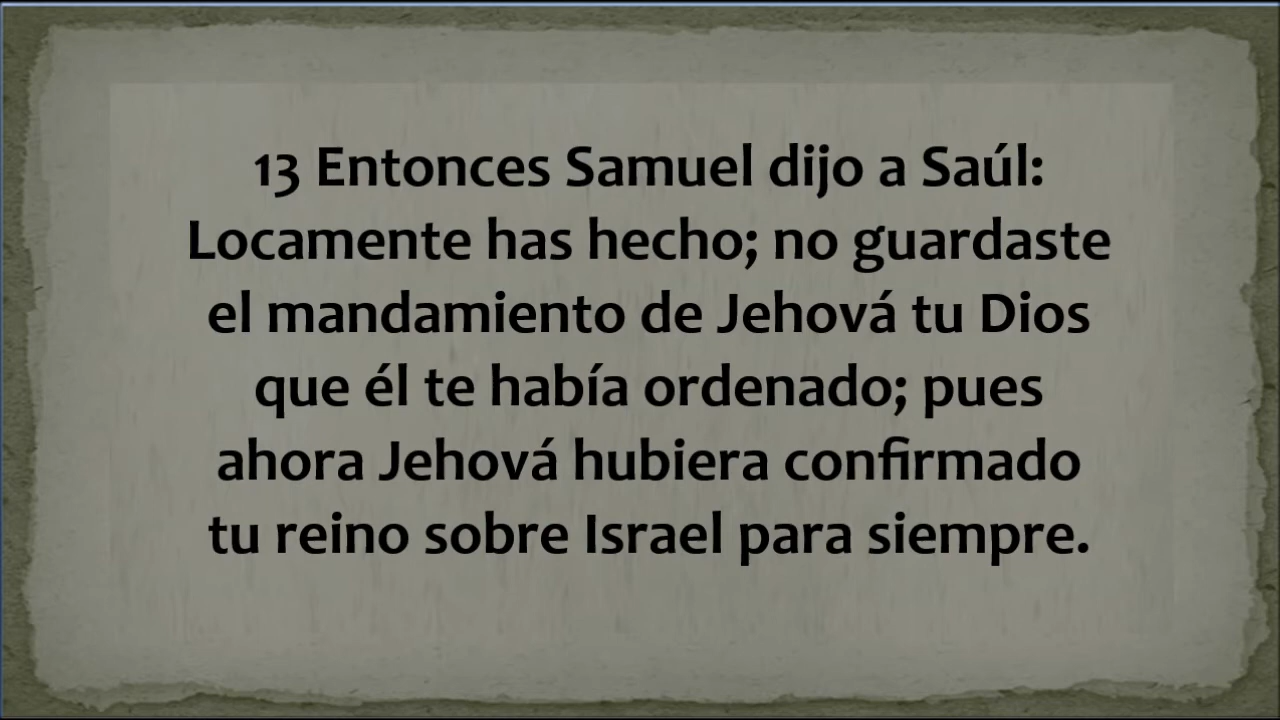 13 Entonces Samuel dijo a Saúl:
Locamente has hecho; no guardaste
el mandamiento de Jehová tu Dios
que él te había ordenado; pues
ahora Jehová hubiera confirmado
tu reino sobre Israel para siempre.